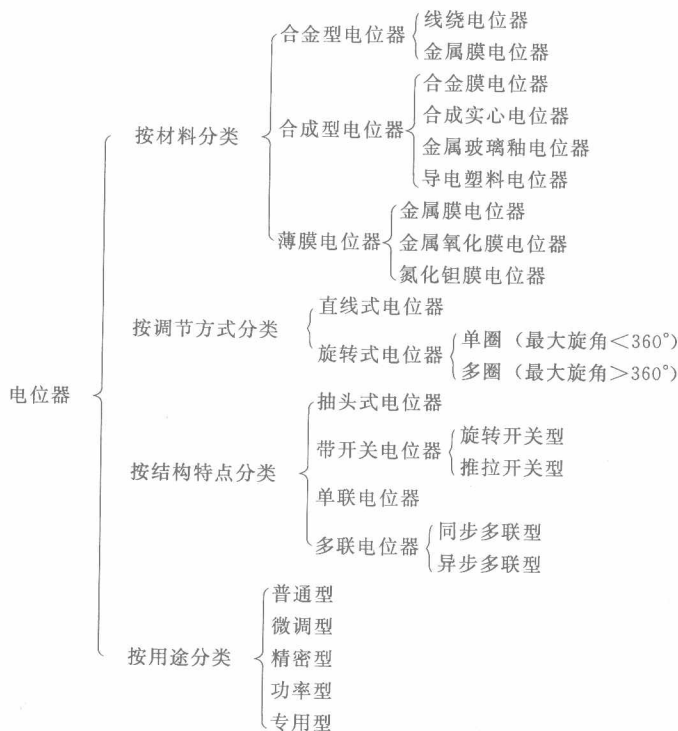 合金型电位器
线绕电位器
金属膜电位器
按材料分类
合成型电位器
合金膜电位器
合成实心电位器
金属玻璃釉电位器
导电塑料电位器
薄膜电位器
金属膜电位器
金属氧化膜电位器
氮化钽膜电位器
电位器
按调节方式分类
直线式电位器
旋转式电位器
单圈（最大旋角＜360°）
多圈（最大旋角＞360°）
按结构特点分类
抽头式电位器
带开关电位器
旋转开关型
推拉开关型
单联电位器
多联电位器
同步多联型
异步多联型
按用途分类
普通型
微调型
精密型
功率型
专用型